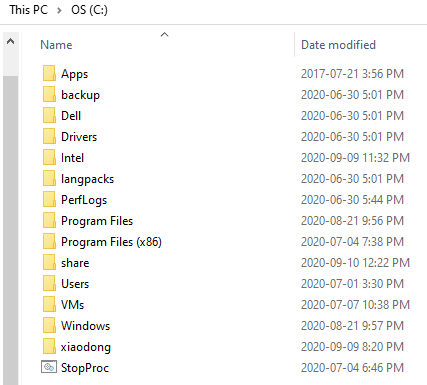 This PC > OS (C:)
Name Date modified
Apps 2017-07-21 3:56 PM
backup 2020-06-30 5:01 PM
Dell 2020-06-30 5:01 PM
Drivers 2020-06-30 5:01 PM
Intel 2020-09-09 11:32 PM
langpacks 2020-06-30 5:01 PM
PerfLogs 2020-06-30 5:44 PM
Program Files 2020-08-21 9:56 PM
Program Files (x86) 2020-07-04 7:38 PM
share 2020-09-10 12:22 PM
Users 2020-07-01 3:30 PM
VMs 2020-07-07 10:38 PM
Windows 2020-08-21 9:57 PM
xiaodong 2020-09-09 8:20 PM
StopProc 2020-07-04 6:46 PM